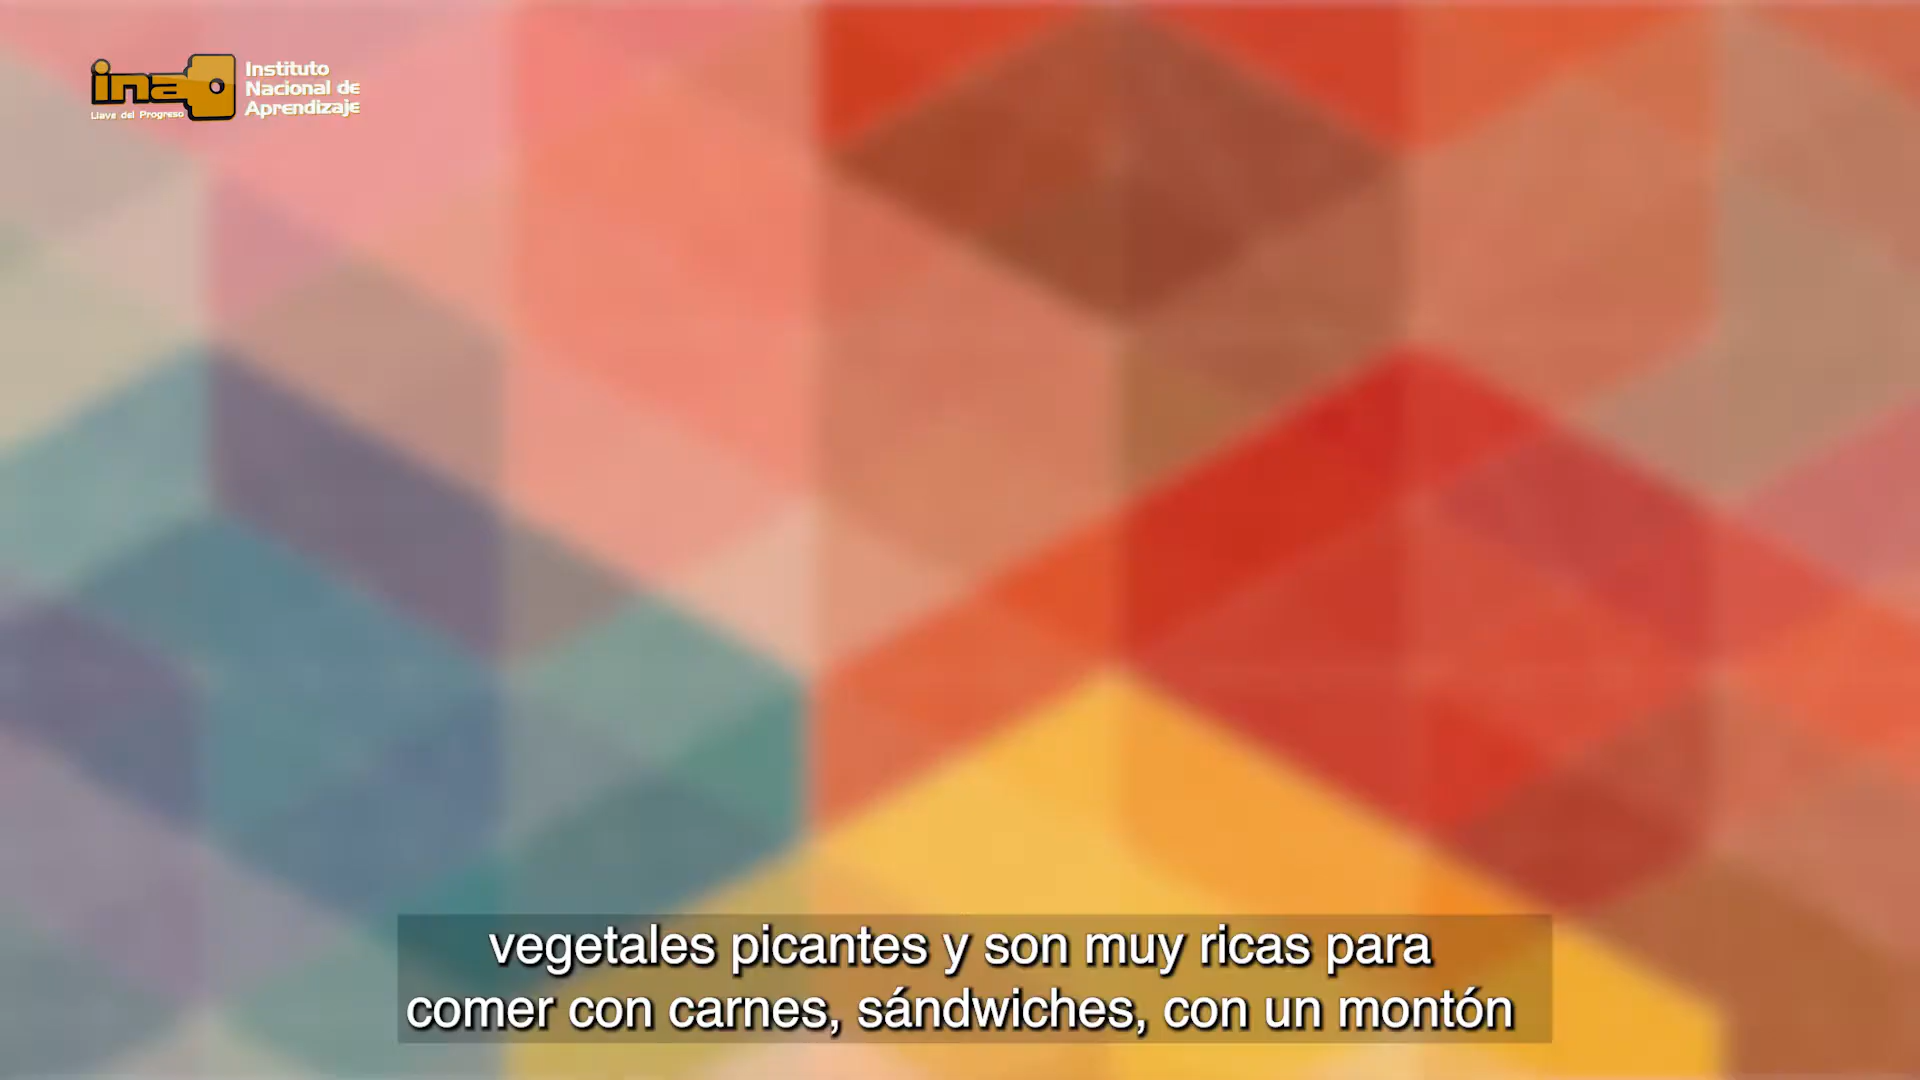 ina
Llave del Progreso
Instituto
Nacional de
Aprendizaje
vegetales picantes y son muy ricas para
comer con carnes, sándwiches, con un montón